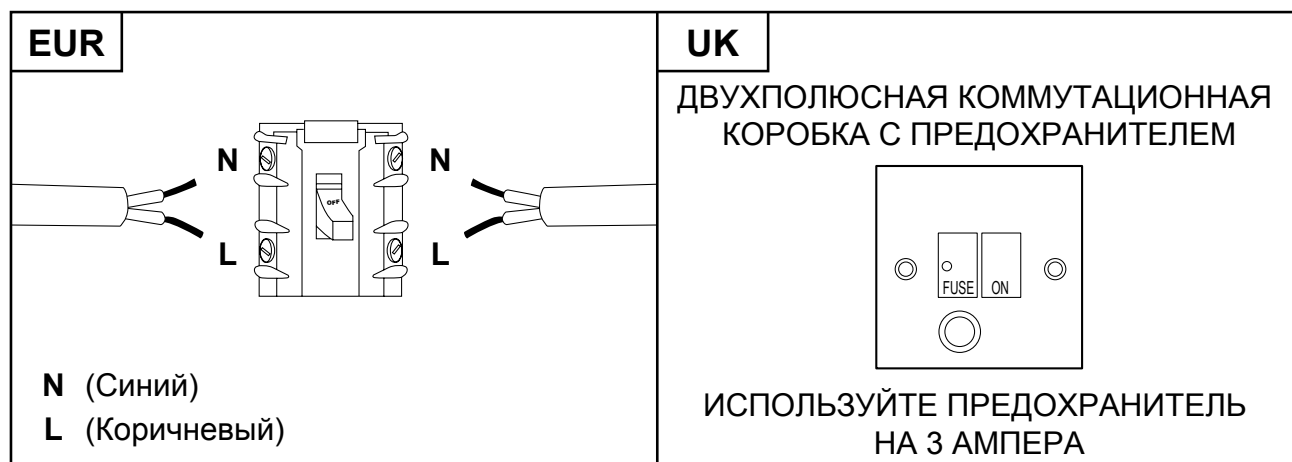 EUR
N
N
OFF
L
L
N (Синий)
L (Коричневый)
UK
ДВУХПОЛЮСНАЯ КОММУТАЦИОННАЯ
КОРОБКА С ПРЕДОХРАНИТЕЛЕМ
FUSE ON
ИСПОЛЬЗУЙТЕ ПРЕДОХРАНИТЕЛЬ
НА 3 АМПЕРА